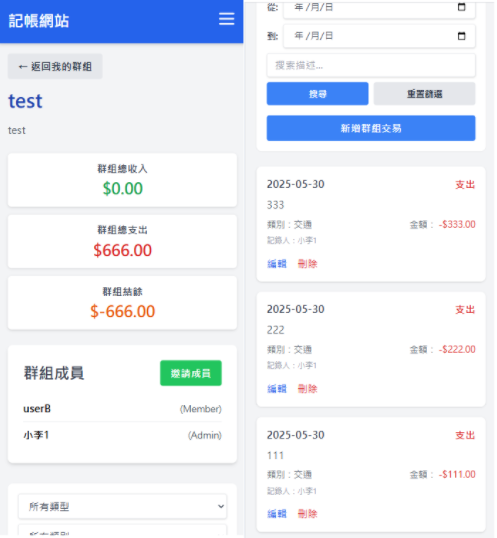 記帳網站
← 返回我的群組
test
test
群組總收入
$0.00
群組總支出
$666.00
群組結餘
$-666.00
群組成員
邀請成員
userB (Member)
小李1 (Admin)
所有類型
所有類別
從: 年 /月/日
到: 年 /月/日
搜索描述...
搜尋 重置篩選
新增群組交易
2025-05-30 支出
333
類別：交通 金額： -$333.00
記錄人：小李1
編輯 刪除
2025-05-30 支出
222
類別：交通 金額： -$222.00
記錄人：小李1
編輯 刪除
2025-05-30 支出
111
類別：交通 金額： -$111.00
記錄人：小李1
編輯 刪除